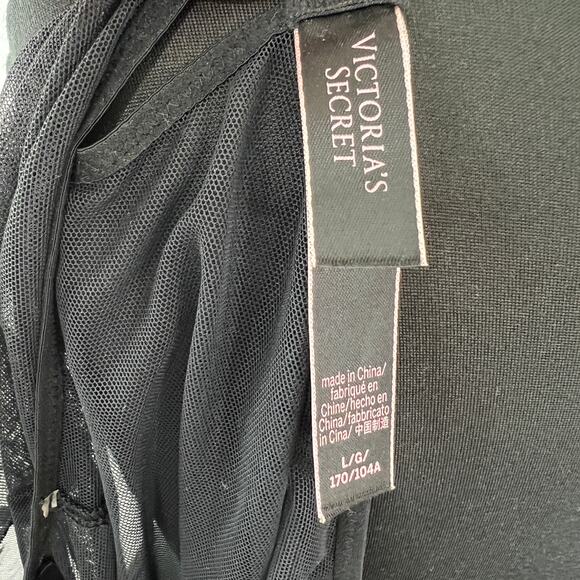 VICTORIA'S
SECRET
made in China/
fabriqué en
Chine/hecho en
China/fabbricato
in Cina/ 中国制造
L/G/
170/104A